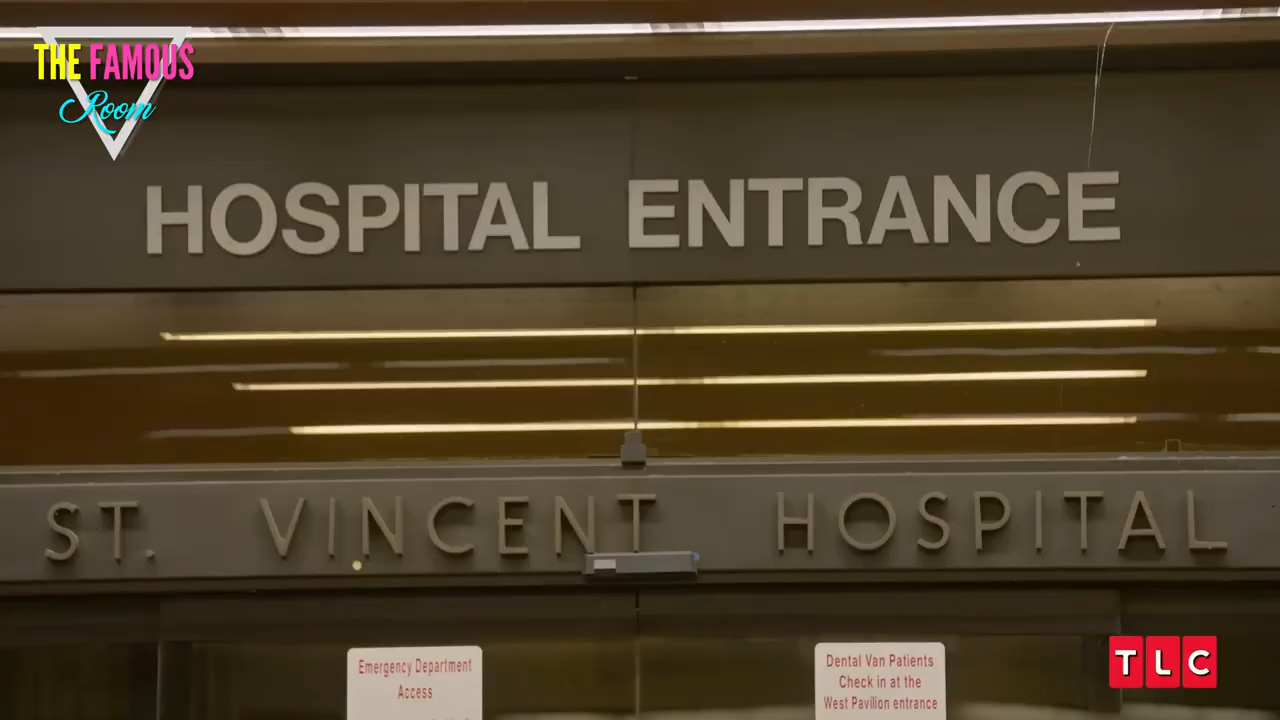 THE FAMOUS
Room
HOSPITAL ENTRANCE
ST. VINCENT HOSPITAL
Emergency Department
Access
Dental Van Patients
Check in at the
West Pavilion entrance
TLC